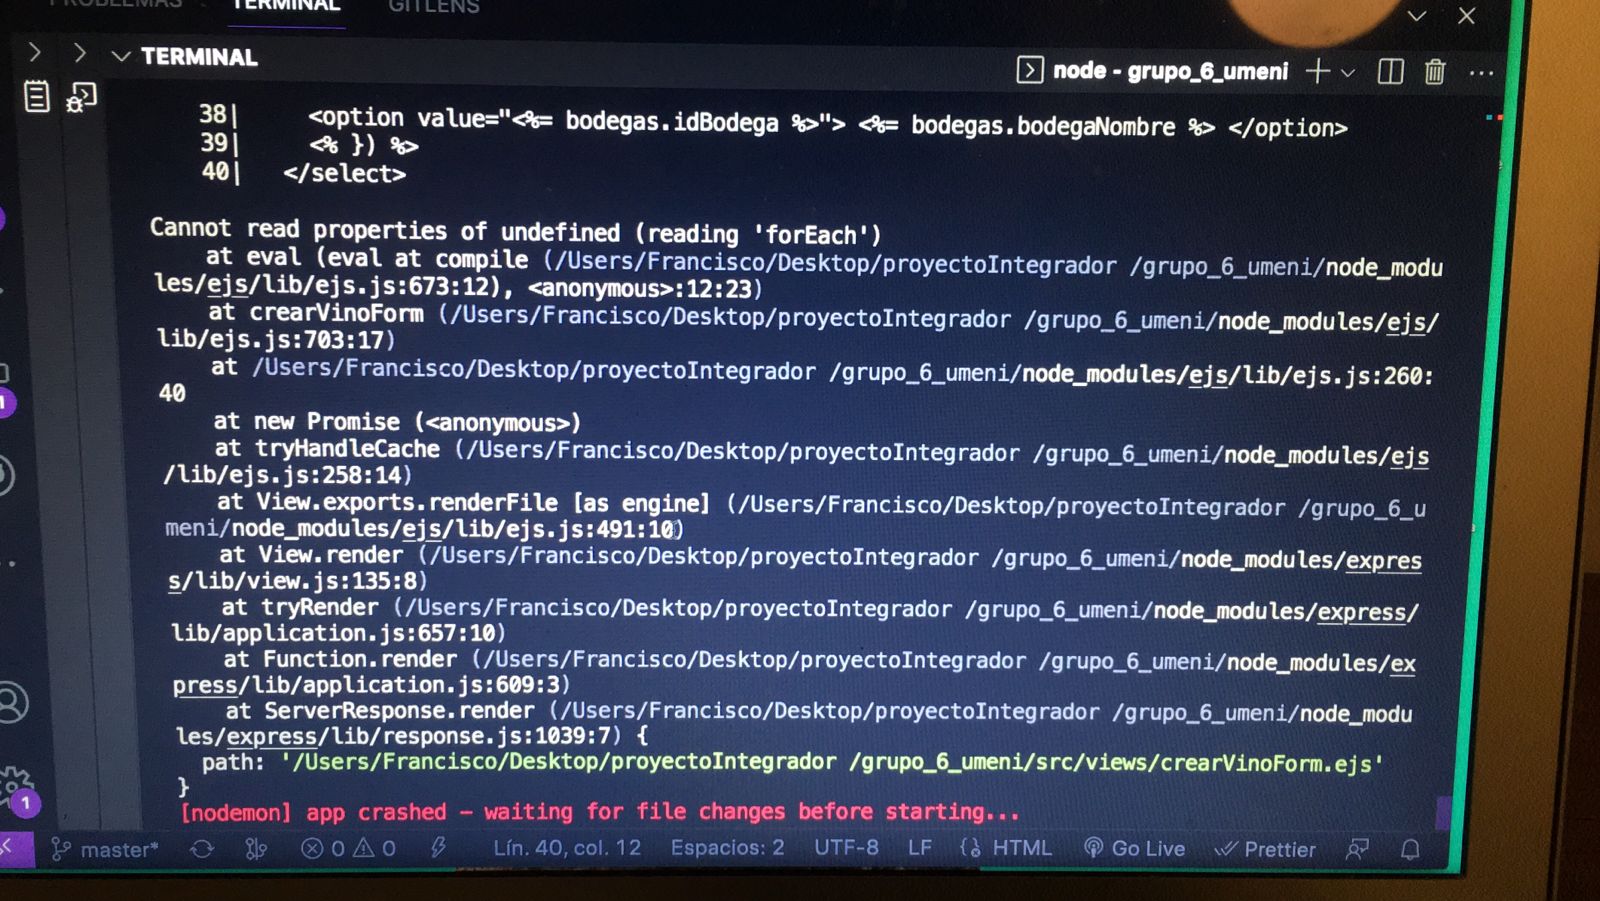 PROBLEMAS TERMINAL GITLENS
TERMINAL
node - grupo_6_umeni
38| <option value="<%= bodegas.idBodega %>"> <%= bodegas.bodegaNombre %> </option>
39| <% }) %>
40| </select>
Cannot read properties of undefined (reading 'forEach')
at eval (eval at compile (/Users/Francisco/Desktop/proyectoIntegrador /grupo_6_umeni/node_modu
les/ejs/lib/ejs.js:673:12), <anonymous>:12:23)
at crearVinoForm (/Users/Francisco/Desktop/proyectoIntegrador /grupo_6_umeni/node_modules/ejs/
lib/ejs.js:703:17)
at /Users/Francisco/Desktop/proyectoIntegrador /grupo_6_umeni/node_modules/ejs/lib/ejs.js:260:
40
at new Promise (<anonymous>)
at tryHandleCache (/Users/Francisco/Desktop/proyectoIntegrador /grupo_6_umeni/node_modules/ejs
/lib/ejs.js:258:14)
at View.exports.renderFile [as engine] (/Users/Francisco/Desktop/proyectoIntegrador /grupo_6_u
meni/node_modules/ejs/lib/ejs.js:491:10)
at View.render (/Users/Francisco/Desktop/proyectoIntegrador /grupo_6_umeni/node_modules/expres
s/lib/view.js:135:8)
at tryRender (/Users/Francisco/Desktop/proyectoIntegrador /grupo_6_umeni/node_modules/express/
lib/application.js:657:10)
at Function.render (/Users/Francisco/Desktop/proyectoIntegrador /grupo_6_umeni/node_modules/ex
press/lib/application.js:609:3)
at ServerResponse.render (/Users/Francisco/Desktop/proyectoIntegrador /grupo_6_umeni/node_modu
les/express/lib/response.js:1039:7) {
path: '/Users/Francisco/Desktop/proyectoIntegrador /grupo_6_umeni/src/views/crearVinoForm.ejs'
}
[nodemon] app crashed - waiting for file changes before starting...
1
1
master* 0 0 Lín. 40, col. 12 Espacios: 2 UTF-8 LF HTML Go Live Prettier